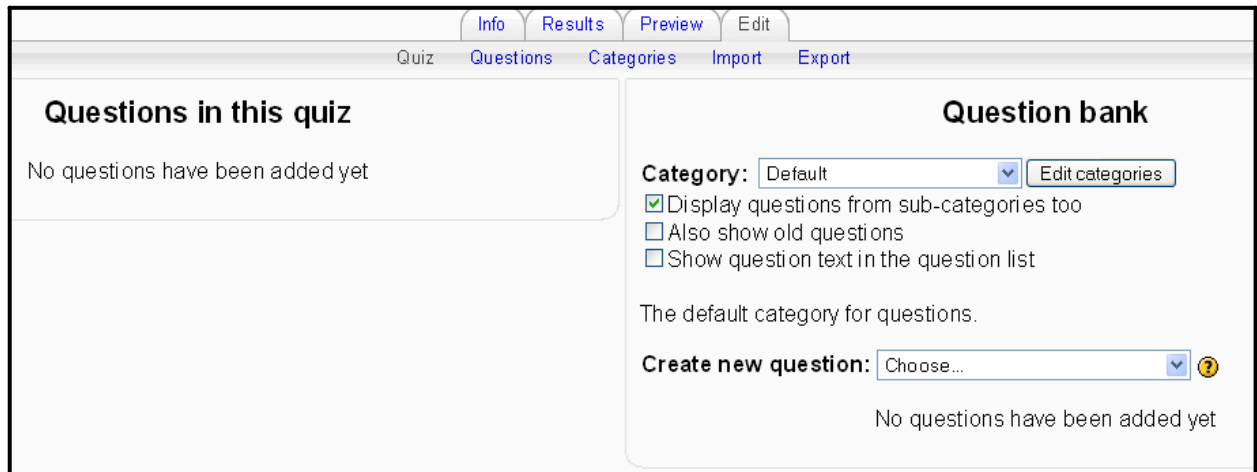 Info Results Preview Edit
Quiz Questions Categories Import Export
Questions in this quiz
No questions have been added yet
Question bank
Category: Default Edit categories
Display questions from sub-categories too
Also show old questions
Show question text in the question list
The default category for questions.
Create new question: Choose... ?
No questions have been added yet